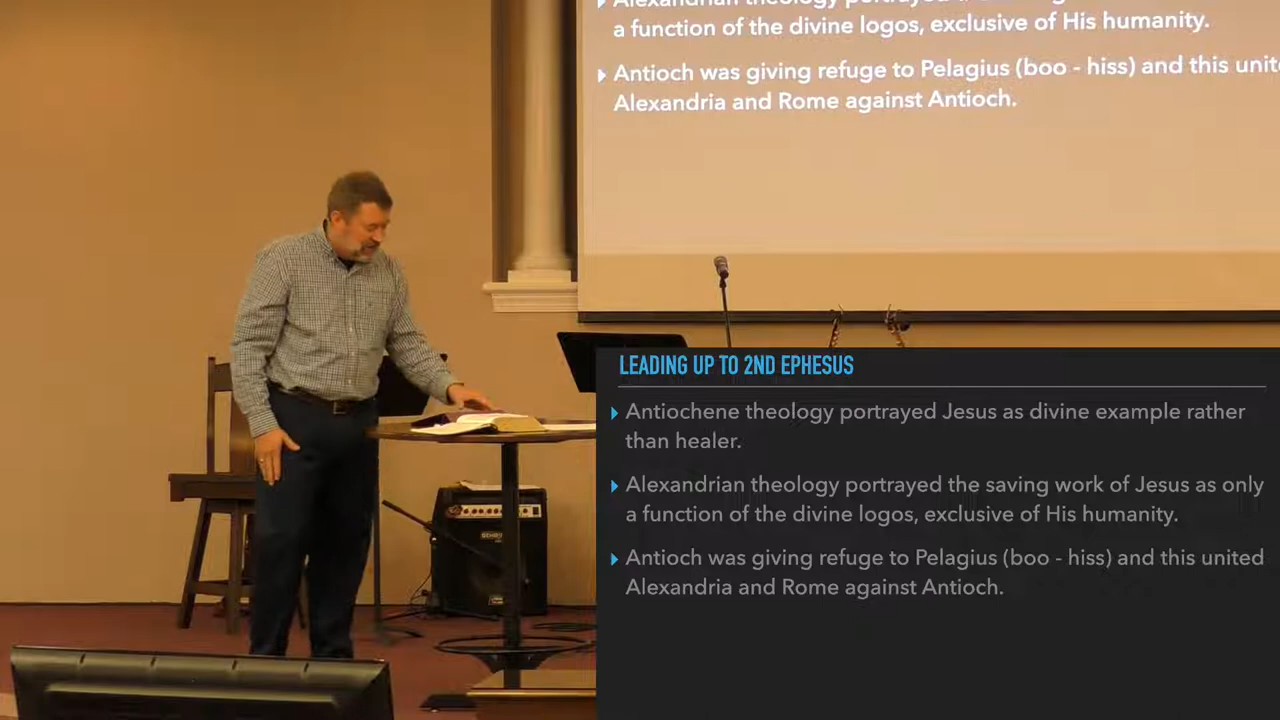 Alexandrian theology portrayed
a function of the divine logos, exclusive of His humanity.
Antioch was giving refuge to Pelagius (boo - hiss) and this unit
Alexandria and Rome against Antioch.
LEADING UP TO 2ND EPHESUS
Antiochene theology portrayed Jesus as divine example rather
than healer.
Alexandrian theology portrayed the saving work of Jesus as only
a function of the divine logos, exclusive of His humanity.
Antioch was giving refuge to Pelagius (boo - hiss) and this united
Alexandria and Rome against Antioch.